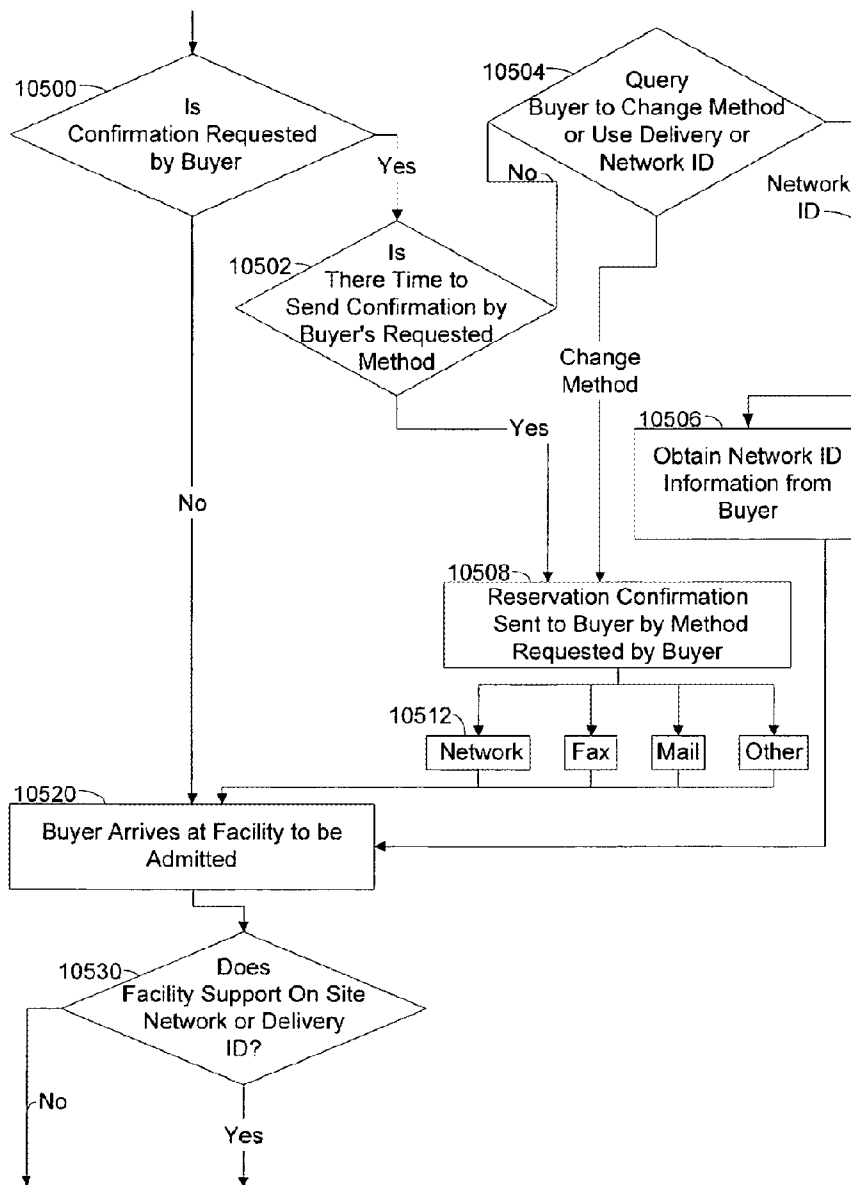 10500
Is
Confirmation Requested
by Buyer
Yes
10504
Query
Buyer to Change Method
or Use Delivery or
Network ID
No
Network
ID
10502
Is
There Time to
Send Confirmation by
Buyer's Requested
Method
Yes
Change
Method
10506
Obtain Network ID
Information from
Buyer
No
10508
Reservation Confirmation
Sent to Buyer by Method
Requested by Buyer
10512
Network
Fax
Mail
Other
10520
Buyer Arrives at Facility to be
Admitted
10530
Does
Facility Support On Site
Network or Delivery
ID?
No
Yes